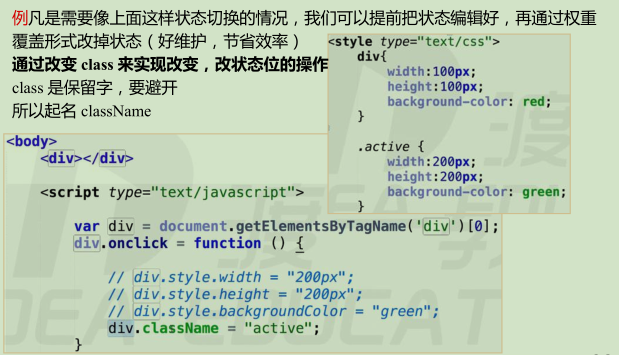 例凡是需要像上面这样状态切换的情况，我们可以提前把状态编辑好，再通过权重
覆盖形式改掉状态（好维护，节省效率）
通过改变 class 来实现改变，改状态位的操作
class 是保留字，要避开
所以起名 className
<style type="text/css">
div{
width:100px;
height:100px;
background-color: red;
}
.active {
width:200px;
height:200px;
background-color: green;
}
<body>
<div></div>
<script type="text/javascript">
var div = document.getElementsByTagName('div')[0];
div.onclick = function () {
// div.style.width = "200px";
// div.style.height = "200px";
// div.style.backgroundColor = "green";
div.className = "active";
}